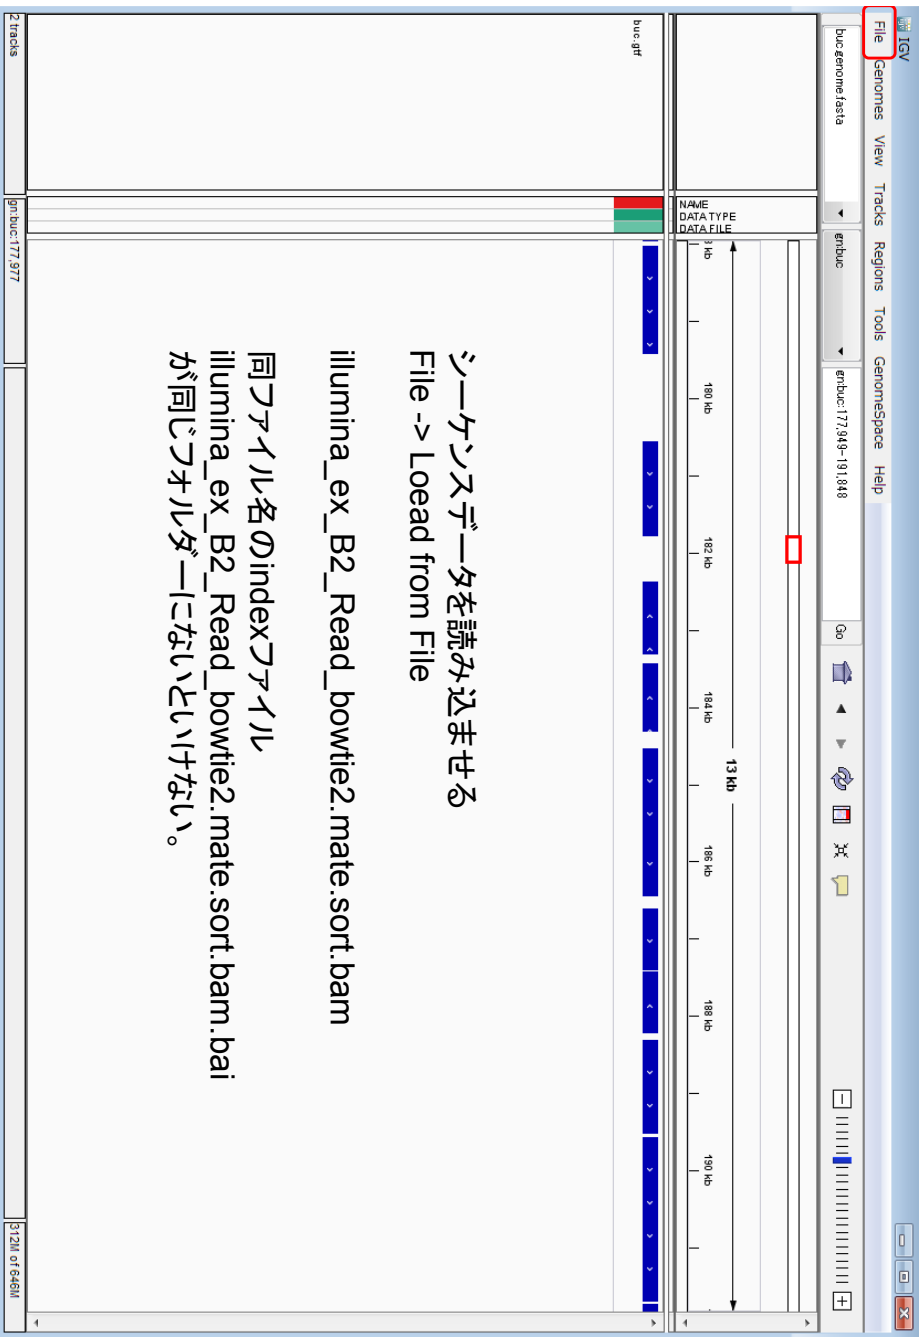 IGV
File Genomes View Tracks Regions Tools GenomeSpace Help
buc.genome.fasta gn:buc gn:buc:177,949-191,848 Go
NAME
DATA TYPE
DATA FILE
13 kb
kb 180 kb 182 kb 184 kb 186 kb 188 kb 190 kb
buc.gtf
シーケンスデータを読み込ませる
File -> Loead from File
illumina_ex_B2_Read_bowtie2.mate.sort.bam
同ファイル名のindexファイル
illumina_ex_B2_Read_bowtie2.mate.sort.bam.bai
が同じフォルダーにないといけない。
2 tracks gn:buc:177,977 312M of 646M